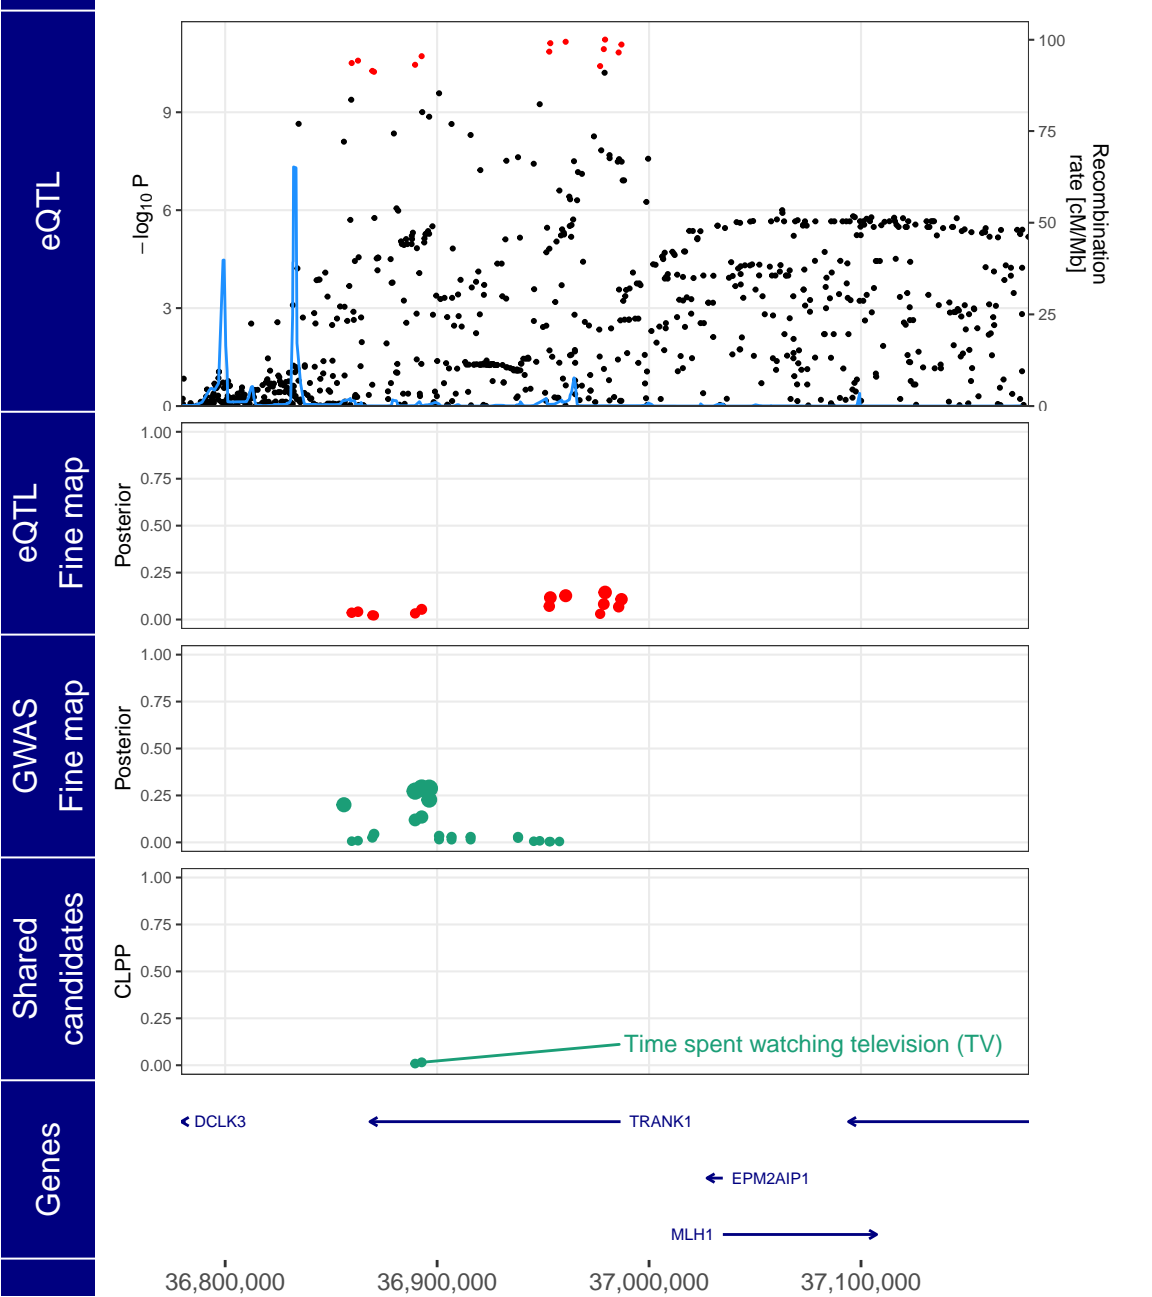 eQTL
−log10 P
9
6
3
0
100
75
50
25
0
Recombination
rate [cM/Mb]
eQTL
Fine map
Posterior
1.00
0.75
0.50
0.25
0.00
GWAS
Fine map
Posterior
1.00
0.75
0.50
0.25
0.00
Shared
candidates
CLPP
1.00
0.75
0.50
0.25
0.00
Time spent watching television (TV)
Genes
DCLK3
TRANK1
EPM2AIP1
MLH1
36,800,000
36,900,000
37,000,000
37,100,000